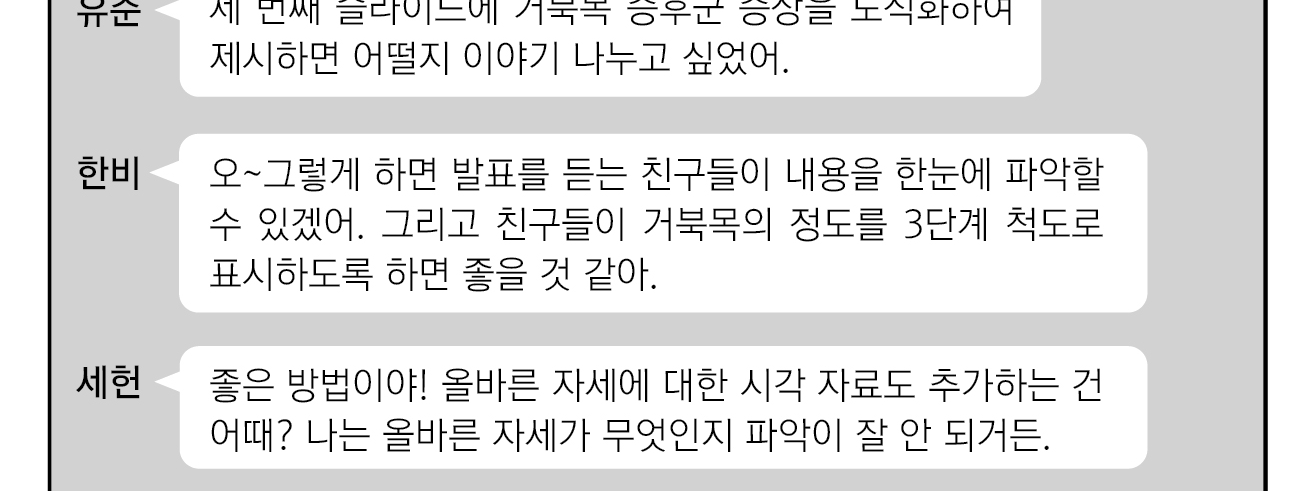 유준
세 번째 슬라이드에 거북목 증후군 증상을 도식화하여
제시하면 어떨지 이야기 나누고 싶었어.
한비
오~그렇게 하면 발표를 듣는 친구들이 내용을 한눈에 파악할
수 있겠어. 그리고 친구들이 거북목의 정도를 3단계 척도로
표시하도록 하면 좋을 것 같아.
세헌
좋은 방법이야! 올바른 자세에 대한 시각 자료도 추가하는 건
어때? 나는 올바른 자세가 무엇인지 파악이 잘 안 되거든.